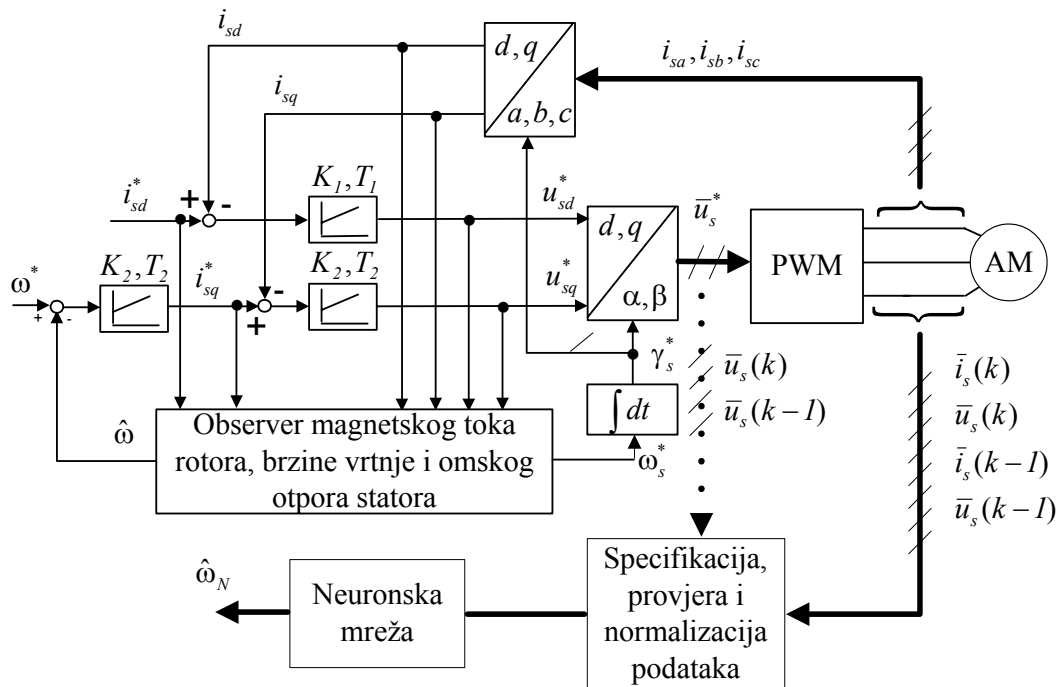 i_sd
d,q
a,b,c
i_sa, i_sb, i_sc
i_sq
K_1,T_1
i*_sd
+
-
u*_sd
d,q
α,β
ū*_s
PWM
AM
ω*
+
-
K_2,T_2
i*_sq
+
-
K_2,T_2
u*_sq
γ*_s
ū_s(k)
ū_s(k-1)
∫dt
ω*_s
ω̂
Observer magnetskog toka
rotora, brzine vrtnje i omskog
otpora statora
ī_s(k)
ū_s(k)
ī_s(k-1)
ū_s(k-1)
ω̂_N
Neuronska
mreža
Specifikacija,
provjera i
normalizacija
podataka